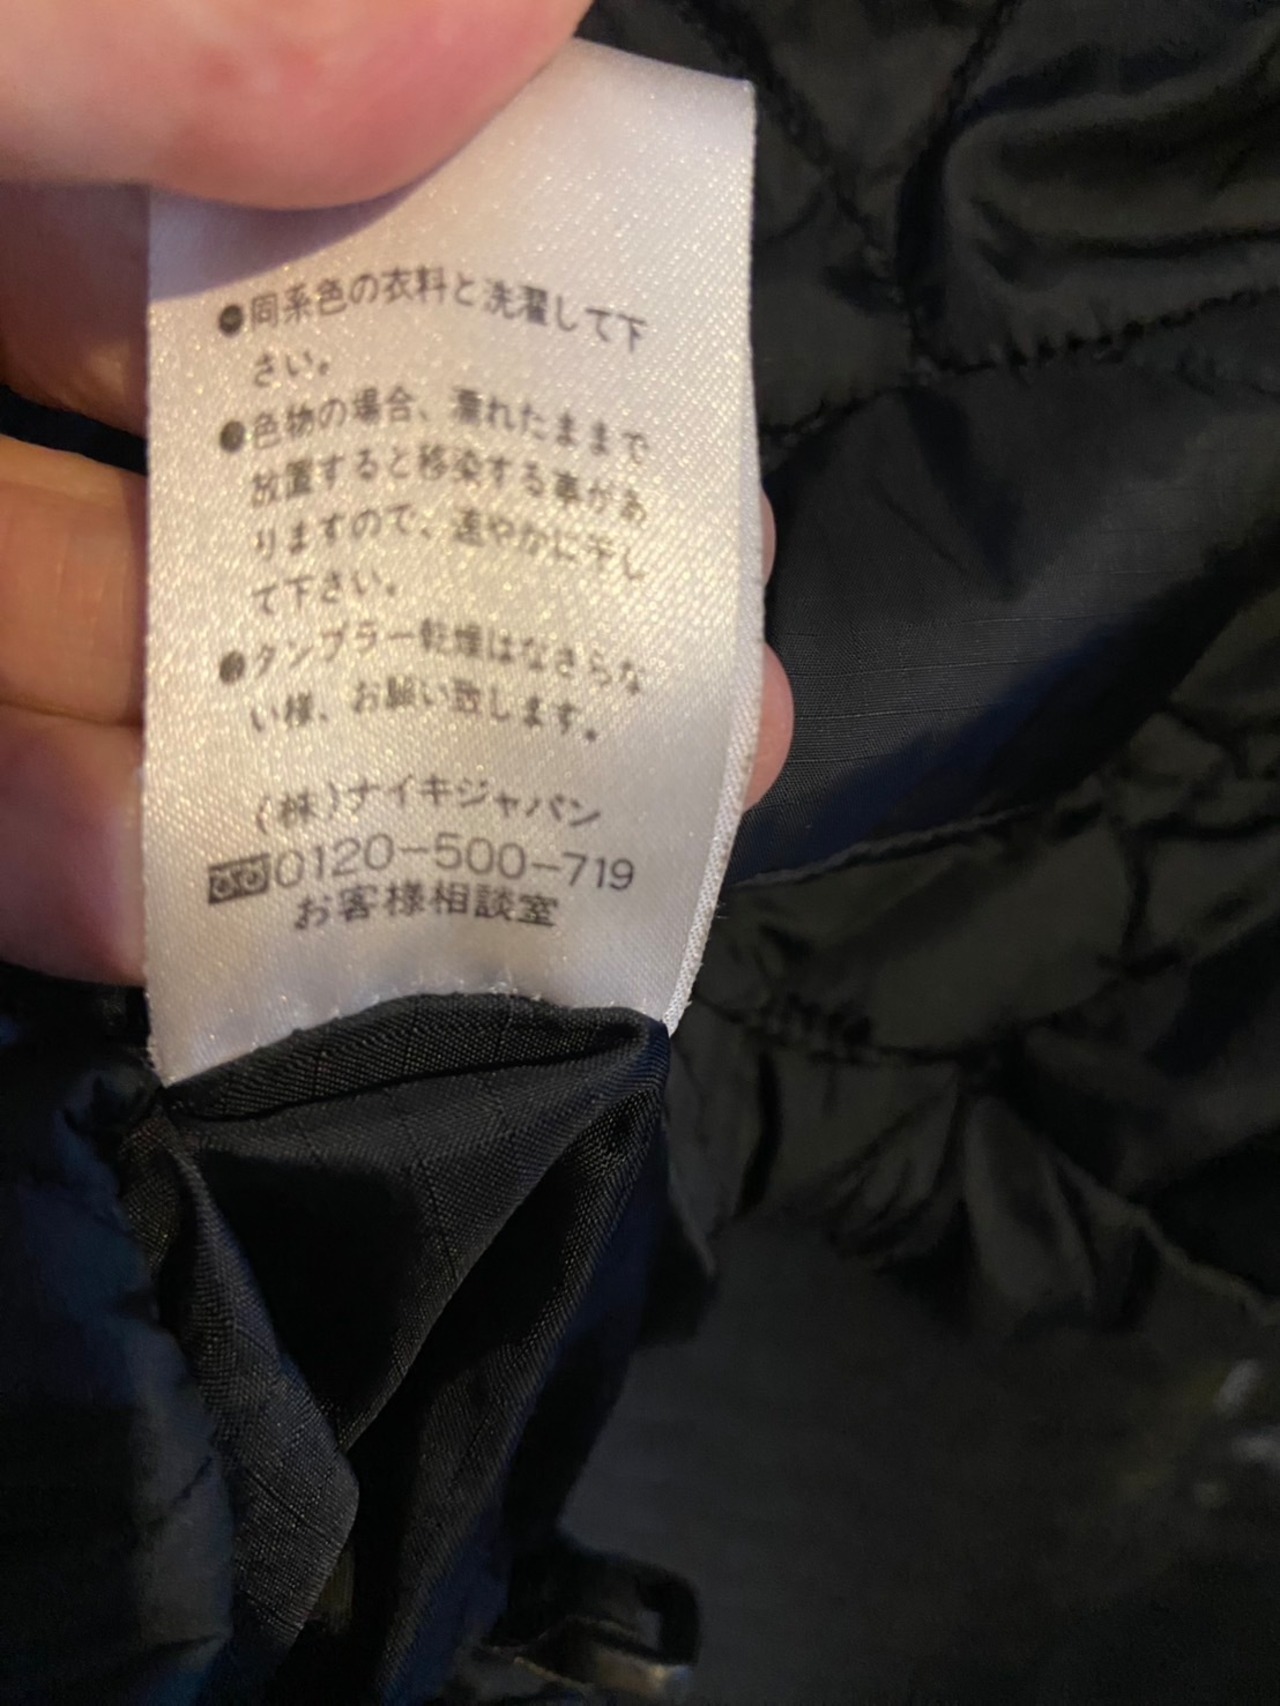 ●同系色の衣料と洗濯して下
さい。
●色物の場合、濡れたままで
放置すると移染する事があ
りますので、速やかに干し
て下さい。
●タンブラー乾燥はなさらな
い様、お願い致します。
(株)ナイキジャパン
0120-500-719
お客様相談室